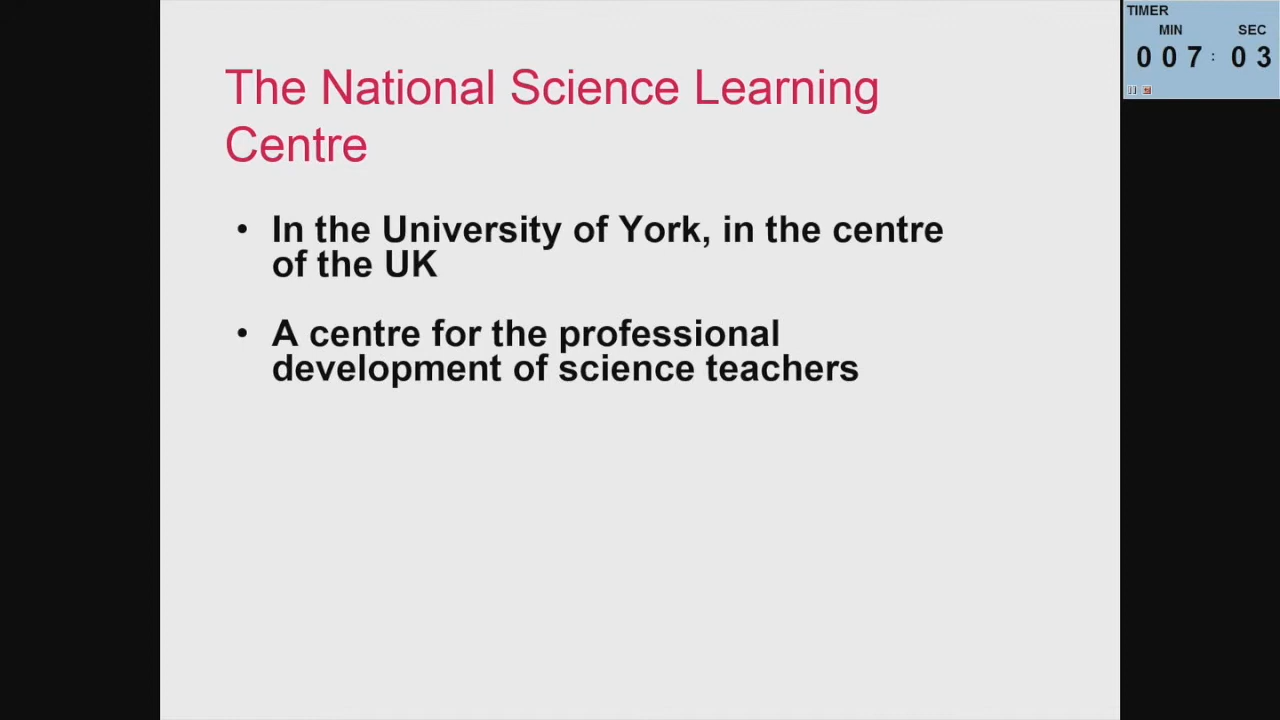 TIMER
MIN SEC
007:03
The National Science Learning
Centre
• In the University of York, in the centre
of the UK
• A centre for the professional
development of science teachers